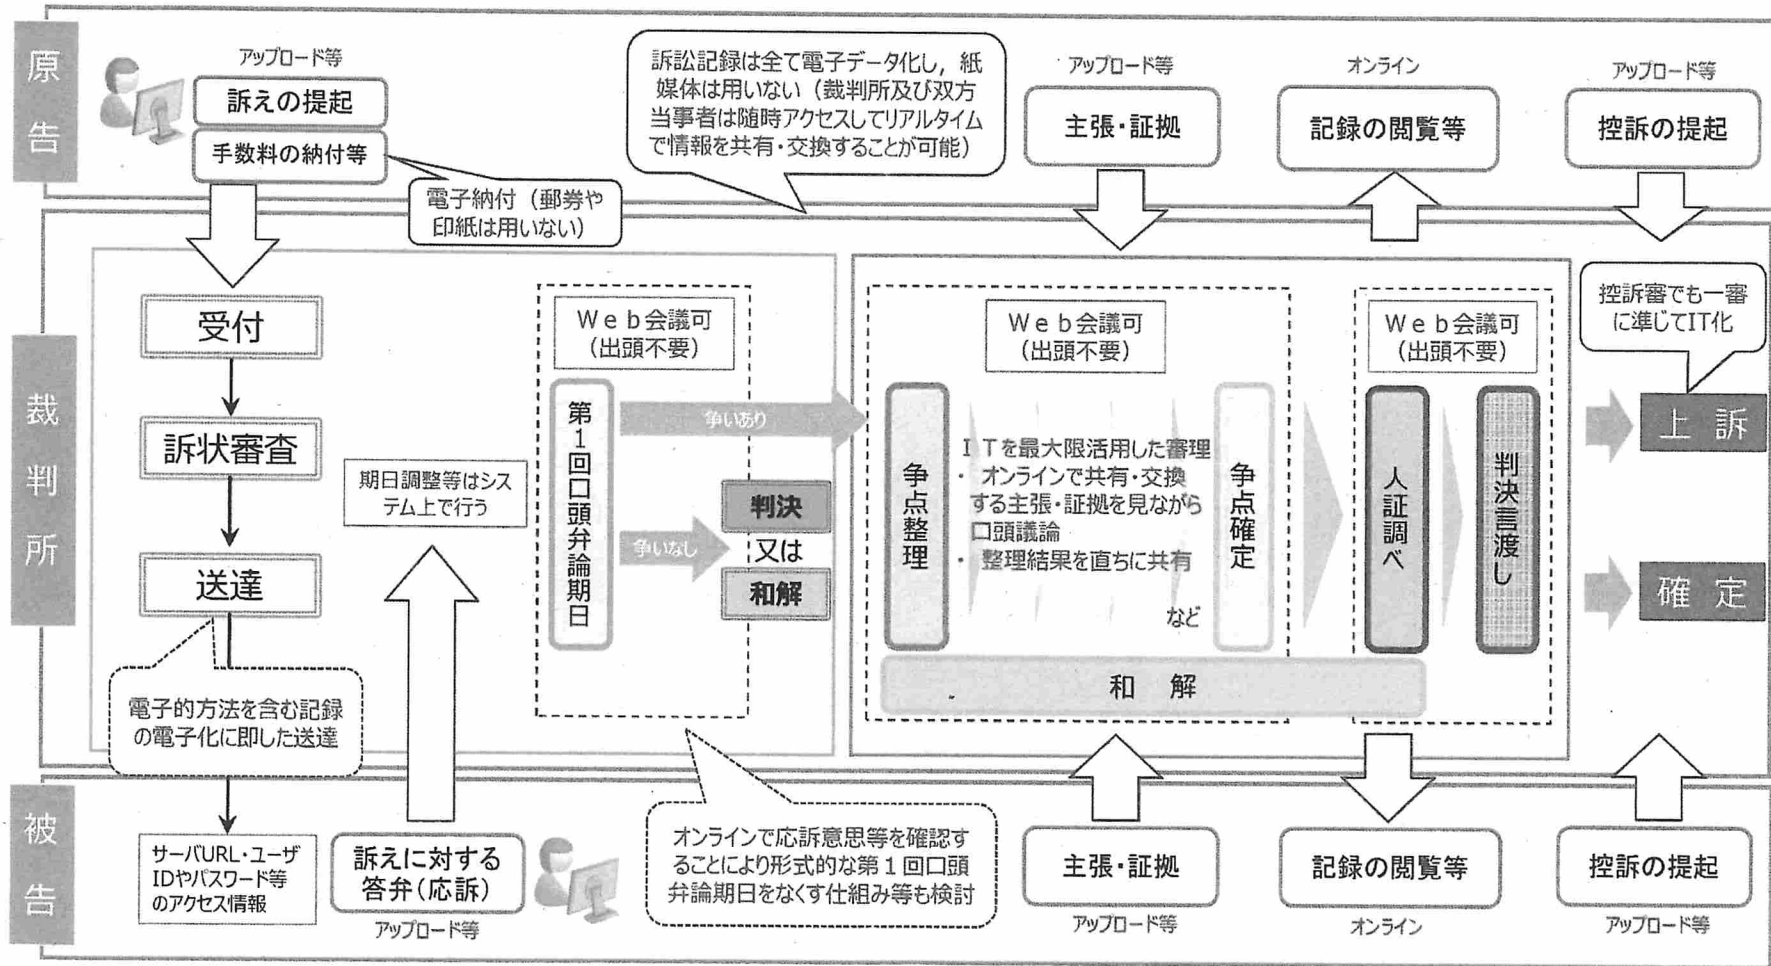 原告
アップロード等
訴えの提起
手数料の納付等
電子納付（郵券や
印紙は用いない）
訴訟記録は全て電子データ化し，紙
媒体は用いない（裁判所及び双方
当事者は随時アクセスしてリアルタイム
で情報を共有・交換することが可能）
アップロード等
主張・証拠
オンライン
記録の閲覧等
アップロード等
控訴の提起
裁判所
受付
訴状審査
送達
電子的方法を含む記録
の電子化に即した送達
期日調整等はシス
テム上で行う
Ｗｅｂ会議可
（出頭不要）
第１回口頭弁論期日
争いあり
争いなし
判決
又は
和解
Ｗｅｂ会議可
（出頭不要）
争点整理
ＩＴを最大限活用した審理
・ オンラインで共有・交換
する主張・証拠を見ながら
口頭議論
・ 整理結果を直ちに共有
など
争点確定
Ｗｅｂ会議可
（出頭不要）
人証調べ
判決言渡し
和 解
控訴審でも一審
に準じてIT化
上 訴
確 定
被告
サーバURL・ユーザ
IDやパスワード等
のアクセス情報
訴えに対する
答弁（応訴）
アップロード等
オンラインで応訴意思等を確認す
ることにより形式的な第１回口頭
弁論期日をなくす仕組み等も検討
主張・証拠
アップロード等
記録の閲覧等
オンライン
控訴の提起
アップロード等